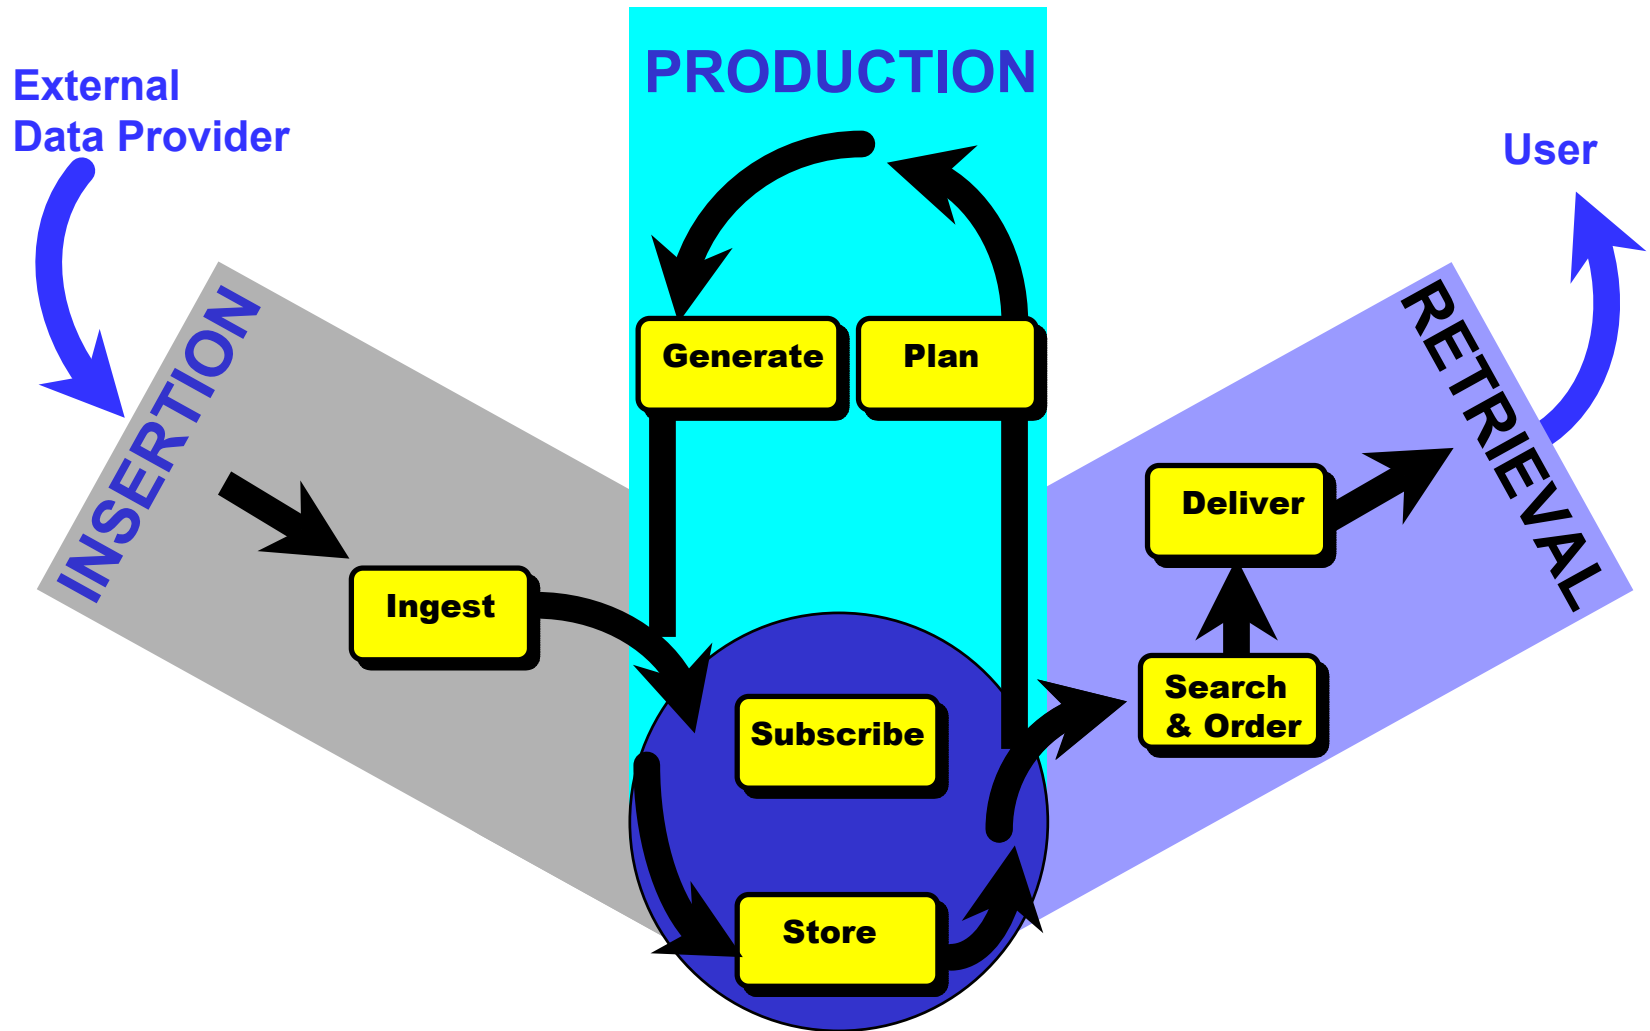 PRODUCTION
External
Data Provider
User
INSERTION
RETRIEVAL
Generate
Plan
Deliver
Ingest
Search
& Order
Subscribe
Store